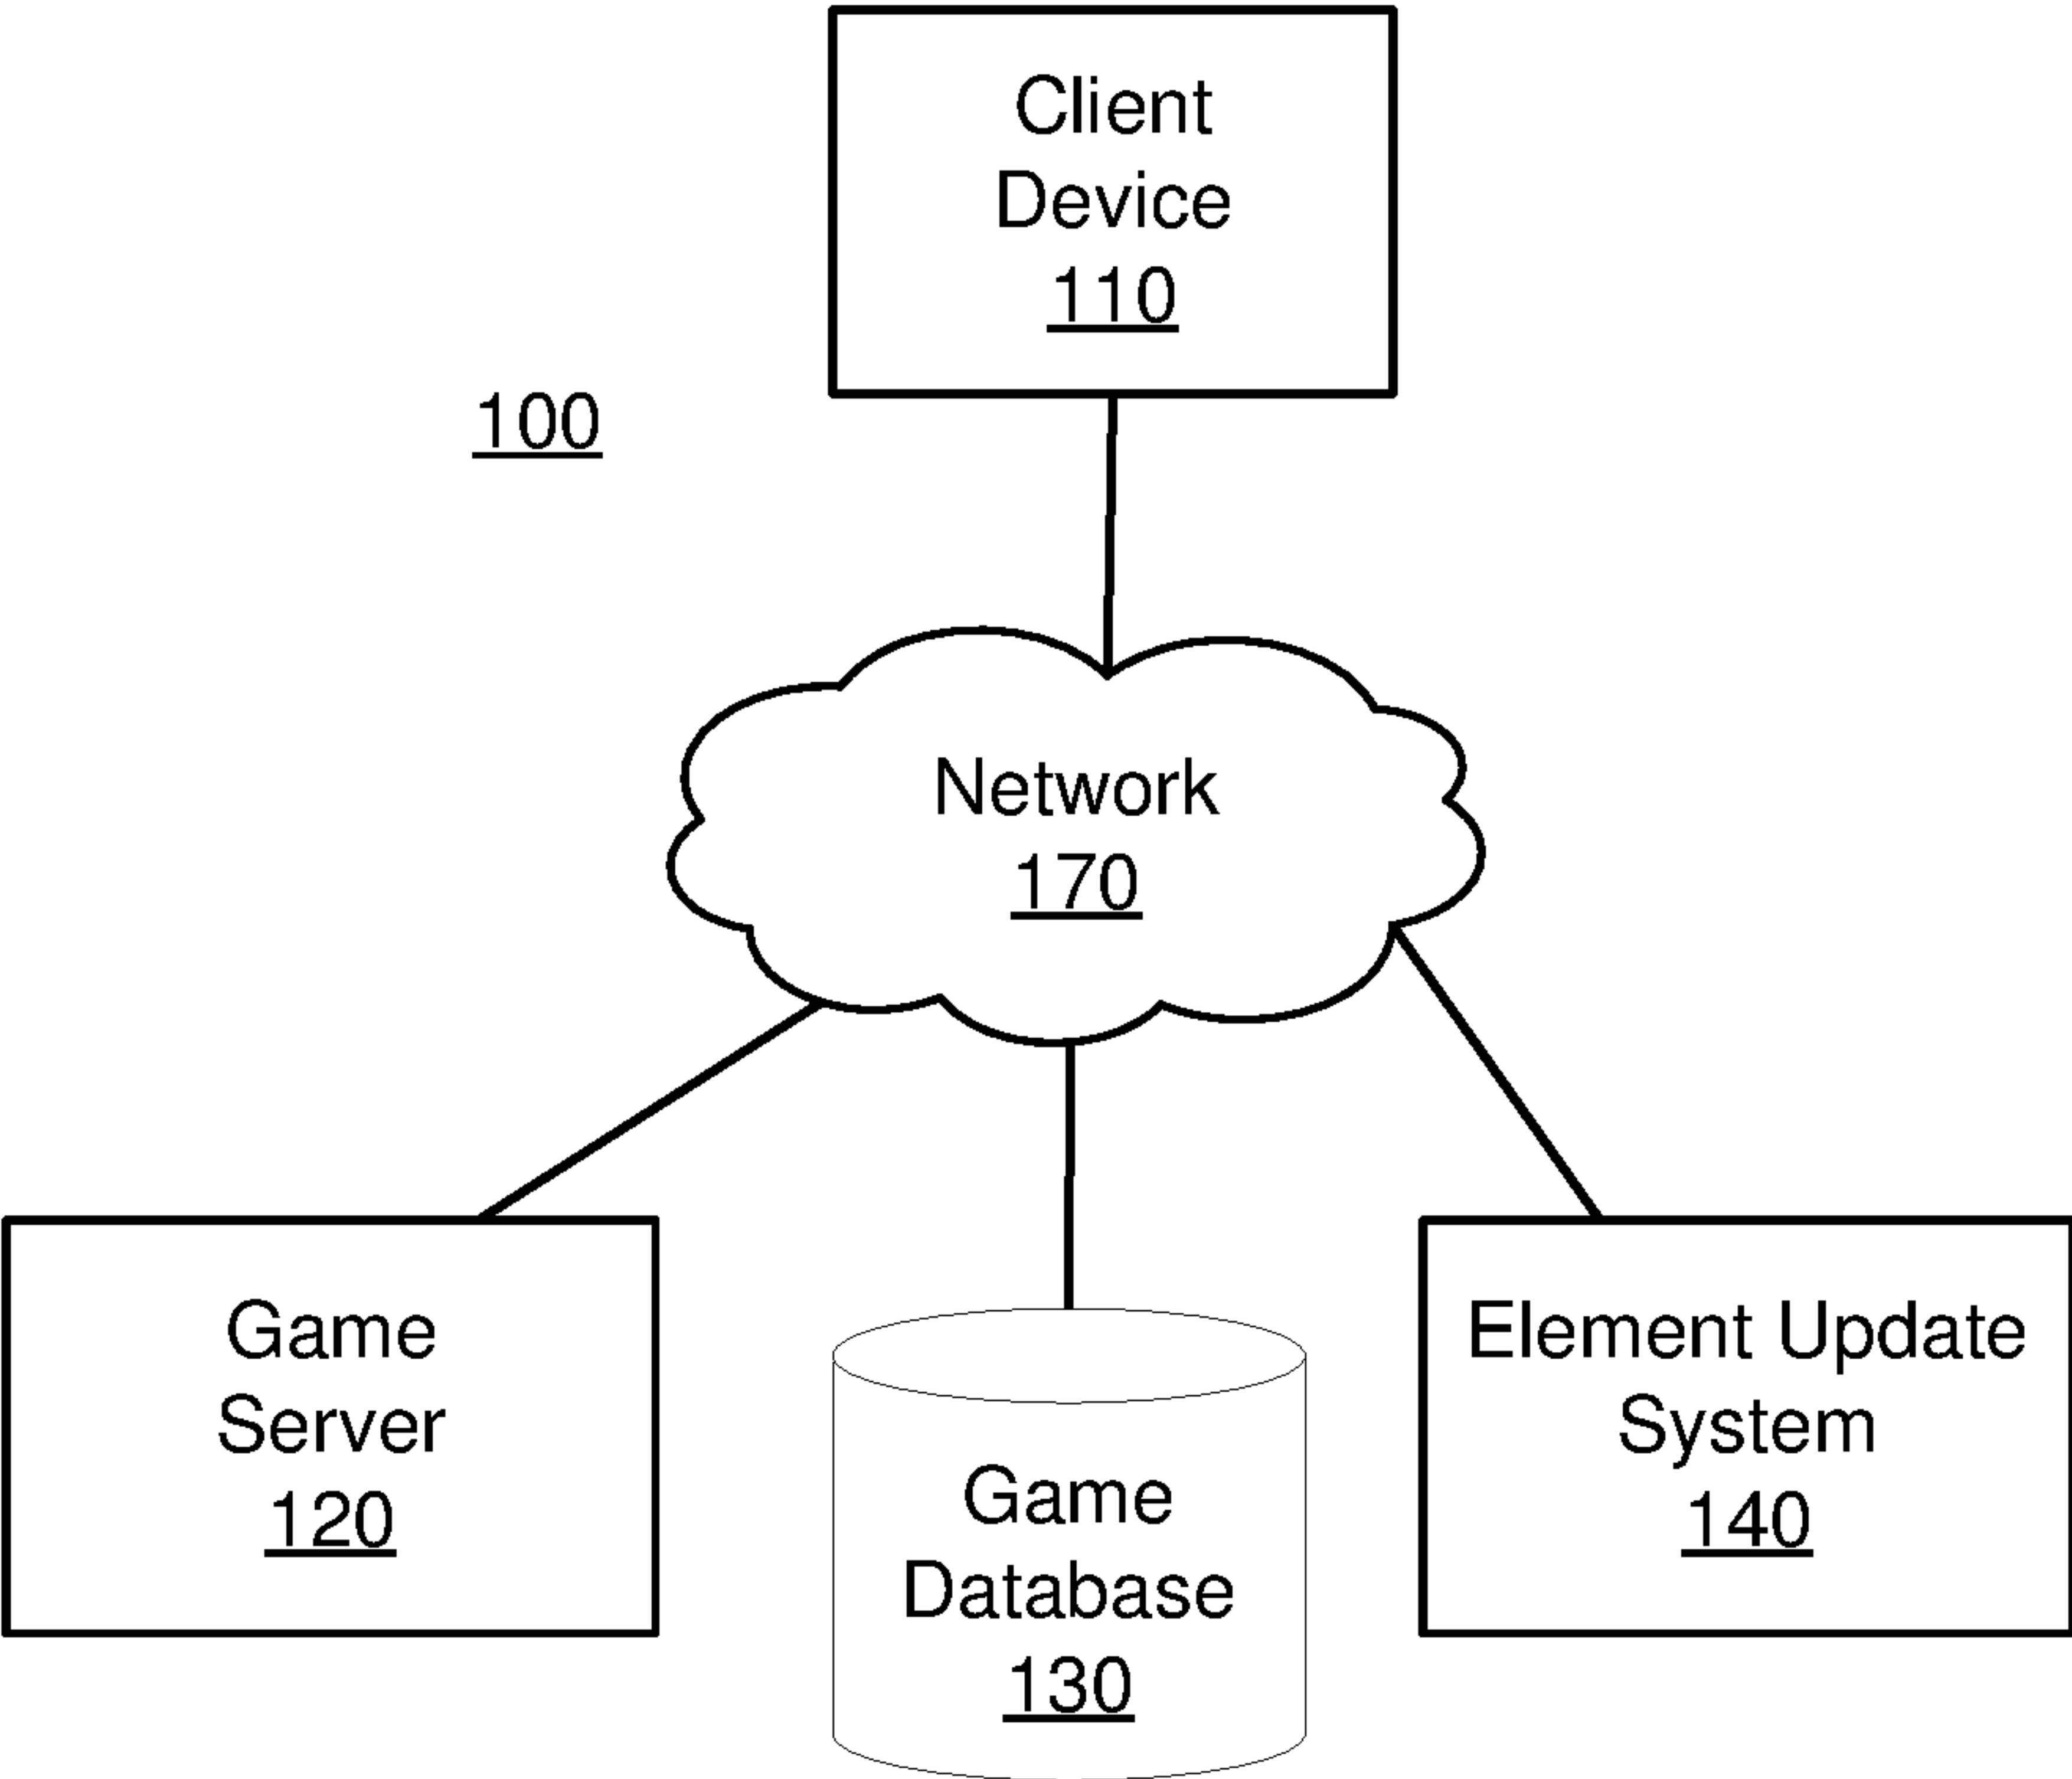 Client
Device
110
100
Network
170
Game
Server
120
Game
Database
130
Element Update
System
140